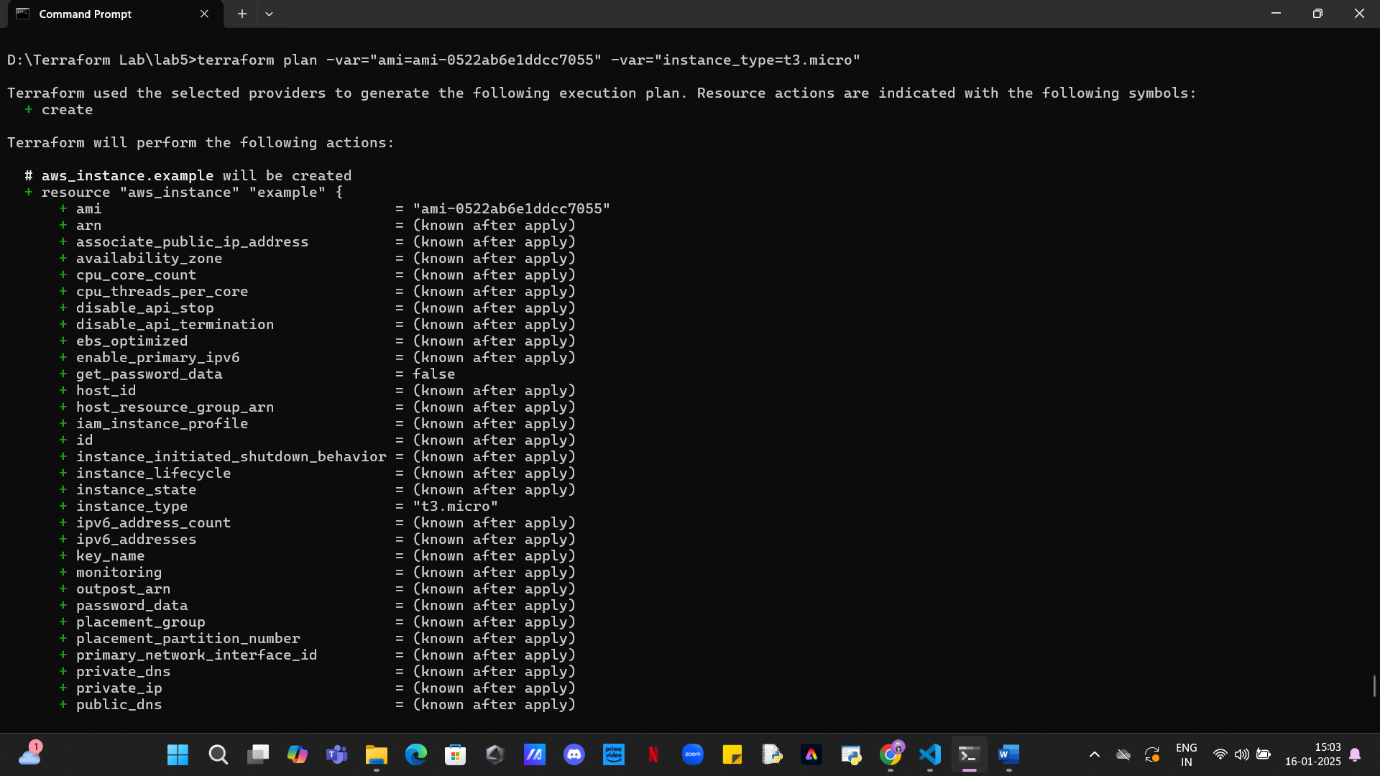 Command Prompt
D:\Terraform Lab\lab5>terraform plan -var="ami=ami-0522ab6e1ddcc7055" -var="instance_type=t3.micro"
Terraform used the selected providers to generate the following execution plan. Resource actions are indicated with the following symbols:
+ create
Terraform will perform the following actions:
# aws_instance.example will be created
+ resource "aws_instance" "example" {
+ ami = "ami-0522ab6e1ddcc7055"
+ arn = (known after apply)
+ associate_public_ip_address = (known after apply)
+ availability_zone = (known after apply)
+ cpu_core_count = (known after apply)
+ cpu_threads_per_core = (known after apply)
+ disable_api_stop = (known after apply)
+ disable_api_termination = (known after apply)
+ ebs_optimized = (known after apply)
+ enable_primary_ipv6 = (known after apply)
+ get_password_data = false
+ host_id = (known after apply)
+ host_resource_group_arn = (known after apply)
+ iam_instance_profile = (known after apply)
+ id = (known after apply)
+ instance_initiated_shutdown_behavior = (known after apply)
+ instance_lifecycle = (known after apply)
+ instance_state = (known after apply)
+ instance_type = "t3.micro"
+ ipv6_address_count = (known after apply)
+ ipv6_addresses = (known after apply)
+ key_name = (known after apply)
+ monitoring = (known after apply)
+ outpost_arn = (known after apply)
+ password_data = (known after apply)
+ placement_group = (known after apply)
+ placement_partition_number = (known after apply)
+ primary_network_interface_id = (known after apply)
+ private_dns = (known after apply)
+ private_ip = (known after apply)
+ public_dns = (known after apply)
1
prime video
zoom
ENG
IN
15:03
16-01-2025